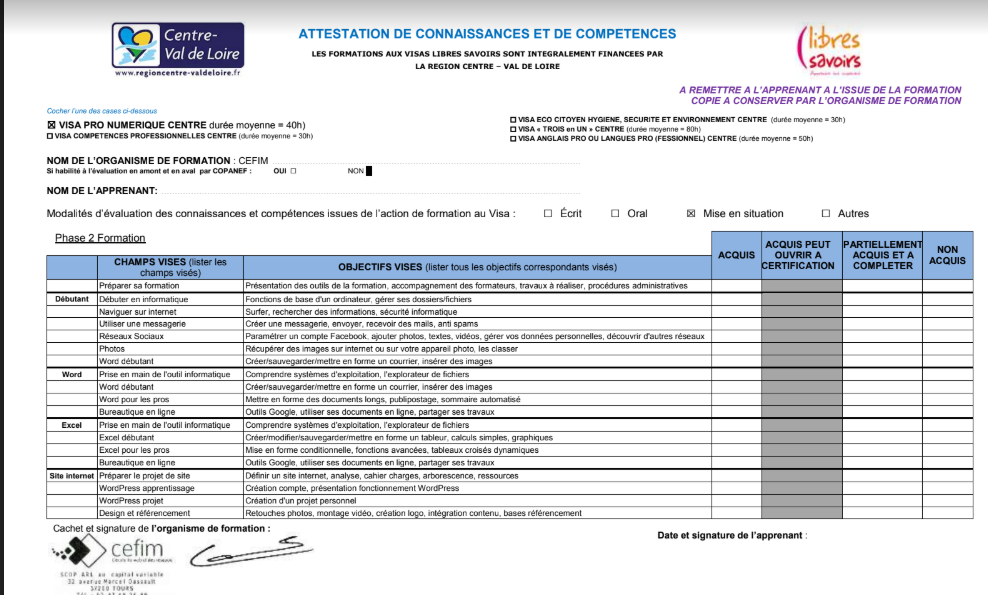 Centre-
Val de Loire
www.regioncentre-valdeloire.fr
ATTESTATION DE CONNAISSANCES ET DE COMPETENCES
LES FORMATIONS AUX VISAS LIBRES SAVOIRS SONT INTEGRALEMENT FINANCEES PAR
LA REGION CENTRE – VAL DE LOIRE
libres
savoirs
A REMETTRE A L'APPRENANT A L'ISSUE DE LA FORMATION
COPIE A CONSERVER PAR L'ORGANISME DE FORMATION
Cocher l'une des cases ci-dessous
☒ VISA PRO NUMERIQUE CENTRE durée moyenne = 40h)
☐ VISA COMPETENCES PROFESSIONNELLES CENTRE (durée moyenne = 30h)
☐ VISA ECO CITOYEN HYGIENE, SECURITE ET ENVIRONNEMENT CENTRE (durée moyenne = 30h)
☐ VISA « TROIS en UN » CENTRE (durée moyenne = 80h)
☐ VISA ANGLAIS PRO OU LANGUES PRO (FESSIONNEL) CENTRE (durée moyenne = 50h)
NOM DE L'ORGANISME DE FORMATION : CEFIM
Si habilité à l'évaluation en amont et en aval par COPANEF : OUI ☐ NON
NOM DE L'APPRENANT:
Modalités d'évaluation des connaissances et compétences issues de l'action de formation au Visa : ☐ Écrit ☐ Oral ☒ Mise en situation ☐ Autres
Phase 2 Formation
CHAMPS VISES (lister les champs visés) OBJECTIFS VISES (lister tous les objectifs correspondants visés) ACQUIS ACQUIS PEUT OUVRIR A CERTIFICATION PARTIELLEMENT ACQUIS ET A COMPLETER NON ACQUIS
Préparer sa formation Présentation des outils de la formation, accompagnement des formateurs, travaux à réaliser, procédures administratives
Débutant Débuter en informatique Fonctions de base d'un ordinateur, gérer ses dossiers/fichiers
Naviguer sur internet Surfer, rechercher des informations, sécurité informatique
Utiliser une messagerie Créer une messagerie, envoyer, recevoir des mails, anti spams
Réseaux Sociaux Paramétrer un compte Facebook, ajouter photos, textes, vidéos, gérer vos données personnelles, découvrir d'autres réseaux
Photos Récupérer des images sur internet ou sur votre appareil photo, les classer
Word débutant Créer/sauvegarder/mettre en forme un courrier, insérer des images
Word Prise en main de l'outil informatique Comprendre systèmes d'exploitation, l'explorateur de fichiers
Word débutant Créer/sauvegarder/mettre en forme un courrier, insérer des images
Word pour les pros Mettre en forme des documents longs, publipostage, sommaire automatisé
Bureautique en ligne Outils Google, utiliser ses documents en ligne, partager ses travaux
Excel Prise en main de l'outil informatique Comprendre systèmes d'exploitation, l'explorateur de fichiers
Excel débutant Créer/modifier/sauvegarder/mettre en forme un tableur, calculs simples, graphiques
Excel pour les pros Mise en forme conditionnelle, fonctions avancées, tableaux croisés dynamiques
Bureautique en ligne Outils Google, utiliser ses documents en ligne, partager ses travaux
Site internet Préparer le projet de site Définir un site internet, analyse, cahier charges, arborescence, ressources
WordPress apprentissage Création compte, présentation fonctionnement WordPress
WordPress projet Création d'un projet personnel
Design et référencement Retouches photos, montage vidéo, création logo, intégration contenu, bases référencement
Cachet et signature de l'organisme de formation :
Date et signature de l'apprenant :
cefim
SCOP ARL au capital variable
32 avenue Marcel Dassault
TOURS